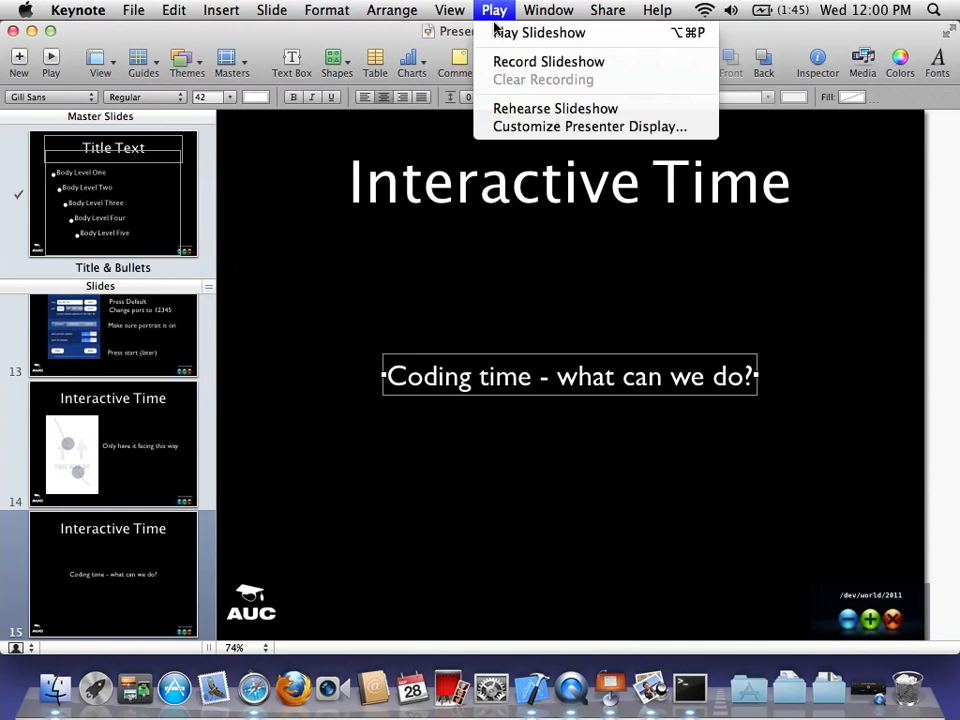 Keynote File Edit Insert Slide Format Arrange View Play Window Share Help (1:45) Wed 12:00 PM
Play Slideshow ⌥⌘P
Record Slideshow
Clear Recording
Rehearse Slideshow
Customize Presenter Display...
New Play View Guides Themes Masters Text Box Shapes Table Charts Front Back Inspector Media Colors Fonts
Gill Sans Regular 42 B I U Fill:
Master Slides
Title Text
Body Level One
Body Level Two
Body Level Three
Body Level Four
Body Level Five
AUC
Title & Bullets
Slides
Press Default
Change port to 12345
Make sure portrait is on
Press start (later)
13
Interactive Time
Only have it facing this way
14
Interactive Time
Coding time - what can we do?
15
Interactive Time
Coding time - what can we do?
AUC
/dev/world/2011
74%
28